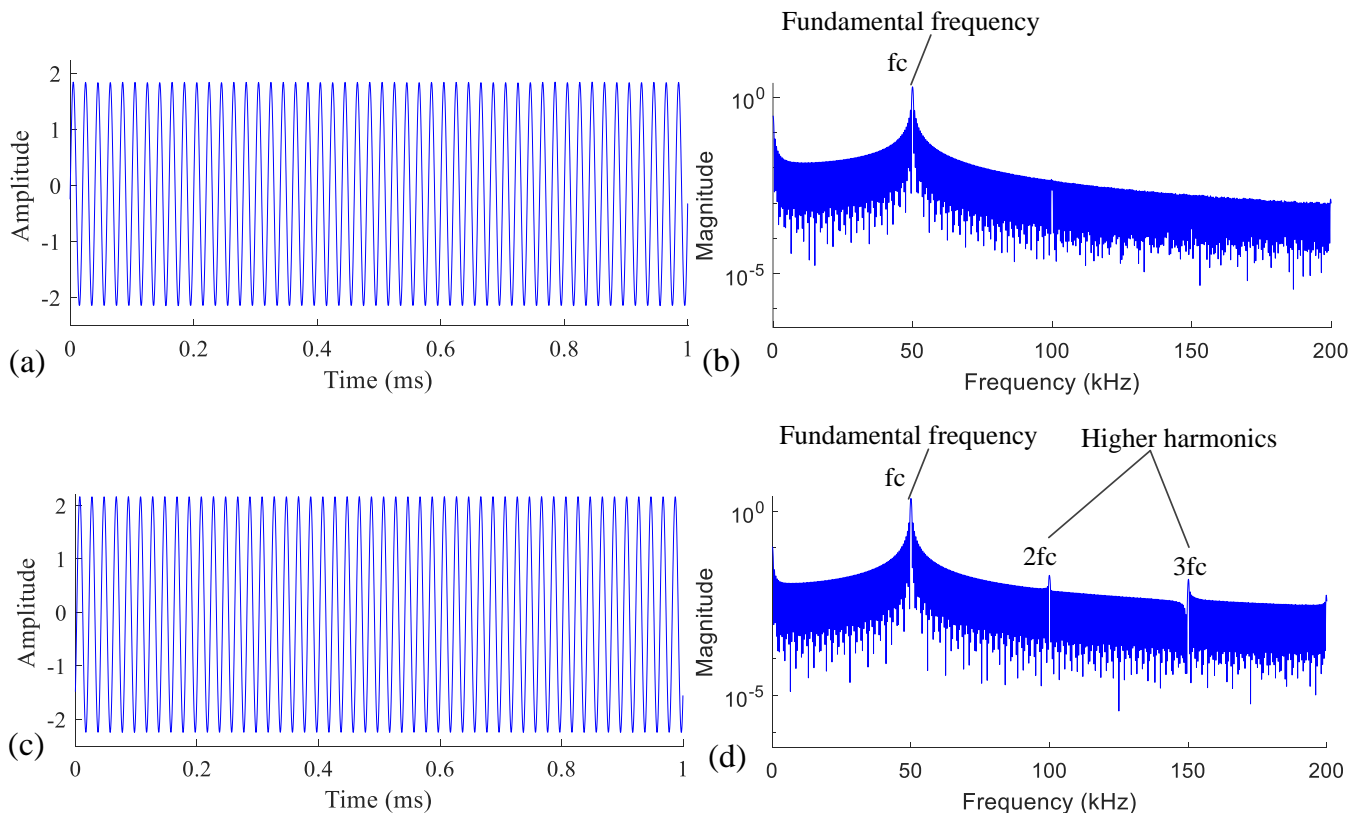 Fundamental frequency
fc
2
1
0
-1
-2
Amplitude
0
0.2
0.4
0.6
0.8
1
Time (ms)
(a)
10^0
10^-5
Magnitude
0
50
100
150
200
Frequency (kHz)
(b)
2
1
0
-1
-2
Amplitude
0
0.2
0.4
0.6
0.8
1
Time (ms)
(c)
Fundamental frequency
Higher harmonics
fc
2fc
3fc
10^0
10^-5
Magnitude
0
50
100
150
200
Frequency (kHz)
(d)